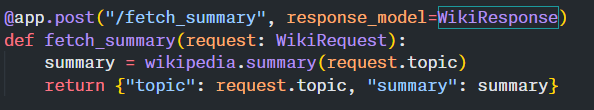 @app.post("/fetch_summary", response_model=WikiResponse)
def fetch_summary(request: WikiRequest):
    summary = wikipedia.summary(request.topic)
    return {"topic": request.topic, "summary": summary}